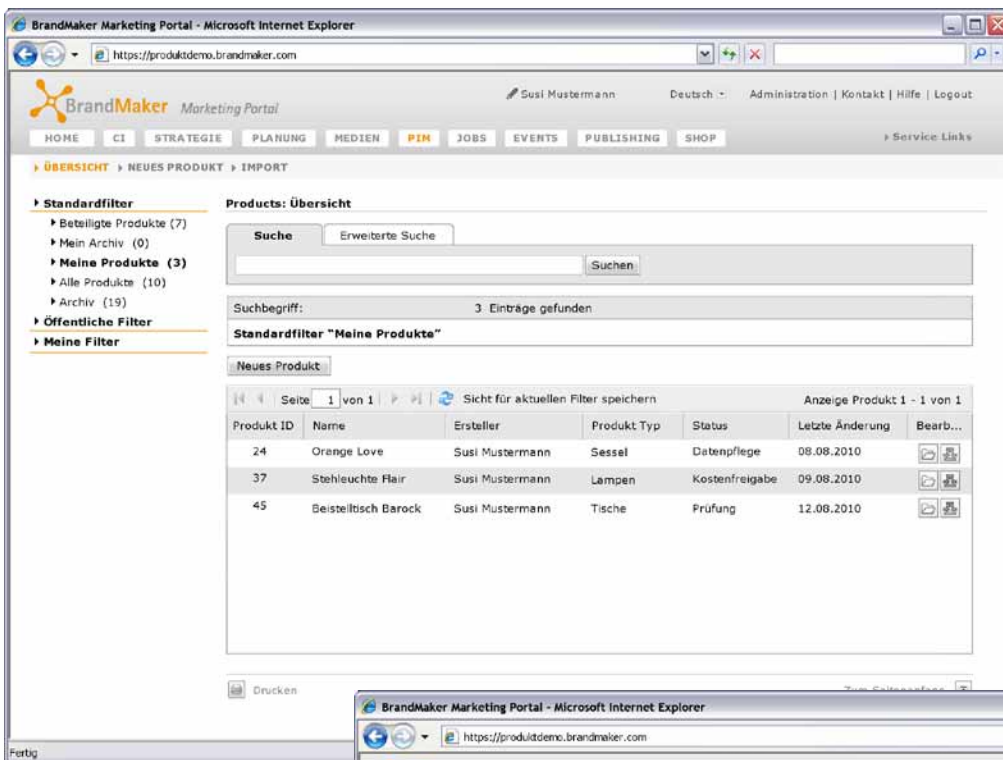 BrandMaker Marketing Portal - Microsoft Internet Explorer
https://produktdemo.brandmaker.com
BrandMaker Marketing Portal
Susi Mustermann Deutsch Administration | Kontakt | Hilfe | Logout
HOME CI STRATEGIE PLANUNG MEDIEN PIM JOBS EVENTS PUBLISHING SHOP Service Links
ÜBERSICHT NEUES PRODUKT IMPORT
Standardfilter
Beteiligte Produkte (7)
Mein Archiv (0)
Meine Produkte (3)
Alle Produkte (10)
Archiv (19)
Öffentliche Filter
Meine Filter
Products: Übersicht
Suche Erweiterte Suche
Suchen
Suchbegriff: 3 Einträge gefunden
Standardfilter "Meine Produkte"
Neues Produkt
Seite 1 von 1 Sicht für aktuellen Filter speichern Anzeige Produkt 1 - 1 von 1
Produkt ID Name Ersteller Produkt Typ Status Letzte Änderung Bearb...
24 Orange Love Susi Mustermann Sessel Datenpflege 08.08.2010
37 Stehleuchte Flair Susi Mustermann Lampen Kostenfreigabe 09.08.2010
45 Beistelltisch Barock Susi Mustermann Tische Prüfung 12.08.2010
Drucken Zum Seitenanfang
Fertig
BrandMaker Marketing Portal - Microsoft Internet Explorer
https://produktdemo.brandmaker.com